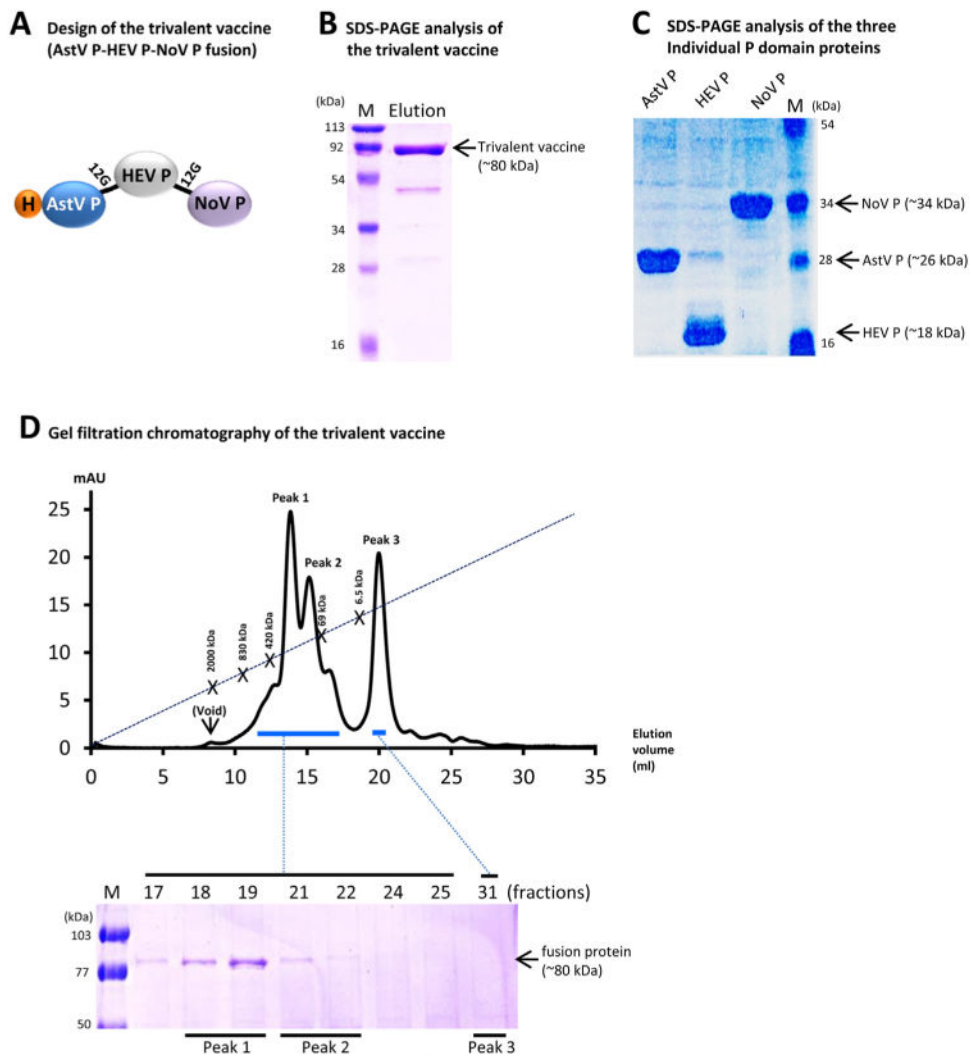 A Design of the trivalent vaccine
(AstV P-HEV P-NoV P fusion)
H AstV P 12G HEV P 12G NoV P
B SDS-PAGE analysis of
the trivalent vaccine
(kDa) M Elution
113
92
54
34
28
16
Trivalent vaccine
(~80 kDa)
C SDS-PAGE analysis of the three
Individual P domain proteins
AstV P HEV P NoV P M (kDa)
54
34 NoV P (~34 kDa)
28 AstV P (~26 kDa)
16 HEV P (~18 kDa)
D Gel filtration chromatography of the trivalent vaccine
mAU
25
20
15
10
5
0
Peak 1
Peak 2
Peak 3
2000 kDa
830 kDa
420 kDa
69 kDa
6.5 kDa
(Void)
0 5 10 15 20 25 30 35
Elution
volume
(ml)
M 17 18 19 21 22 24 25 31 (fractions)
(kDa)
103
77
50
fusion protein
(~80 kDa)
Peak 1 Peak 2 Peak 3